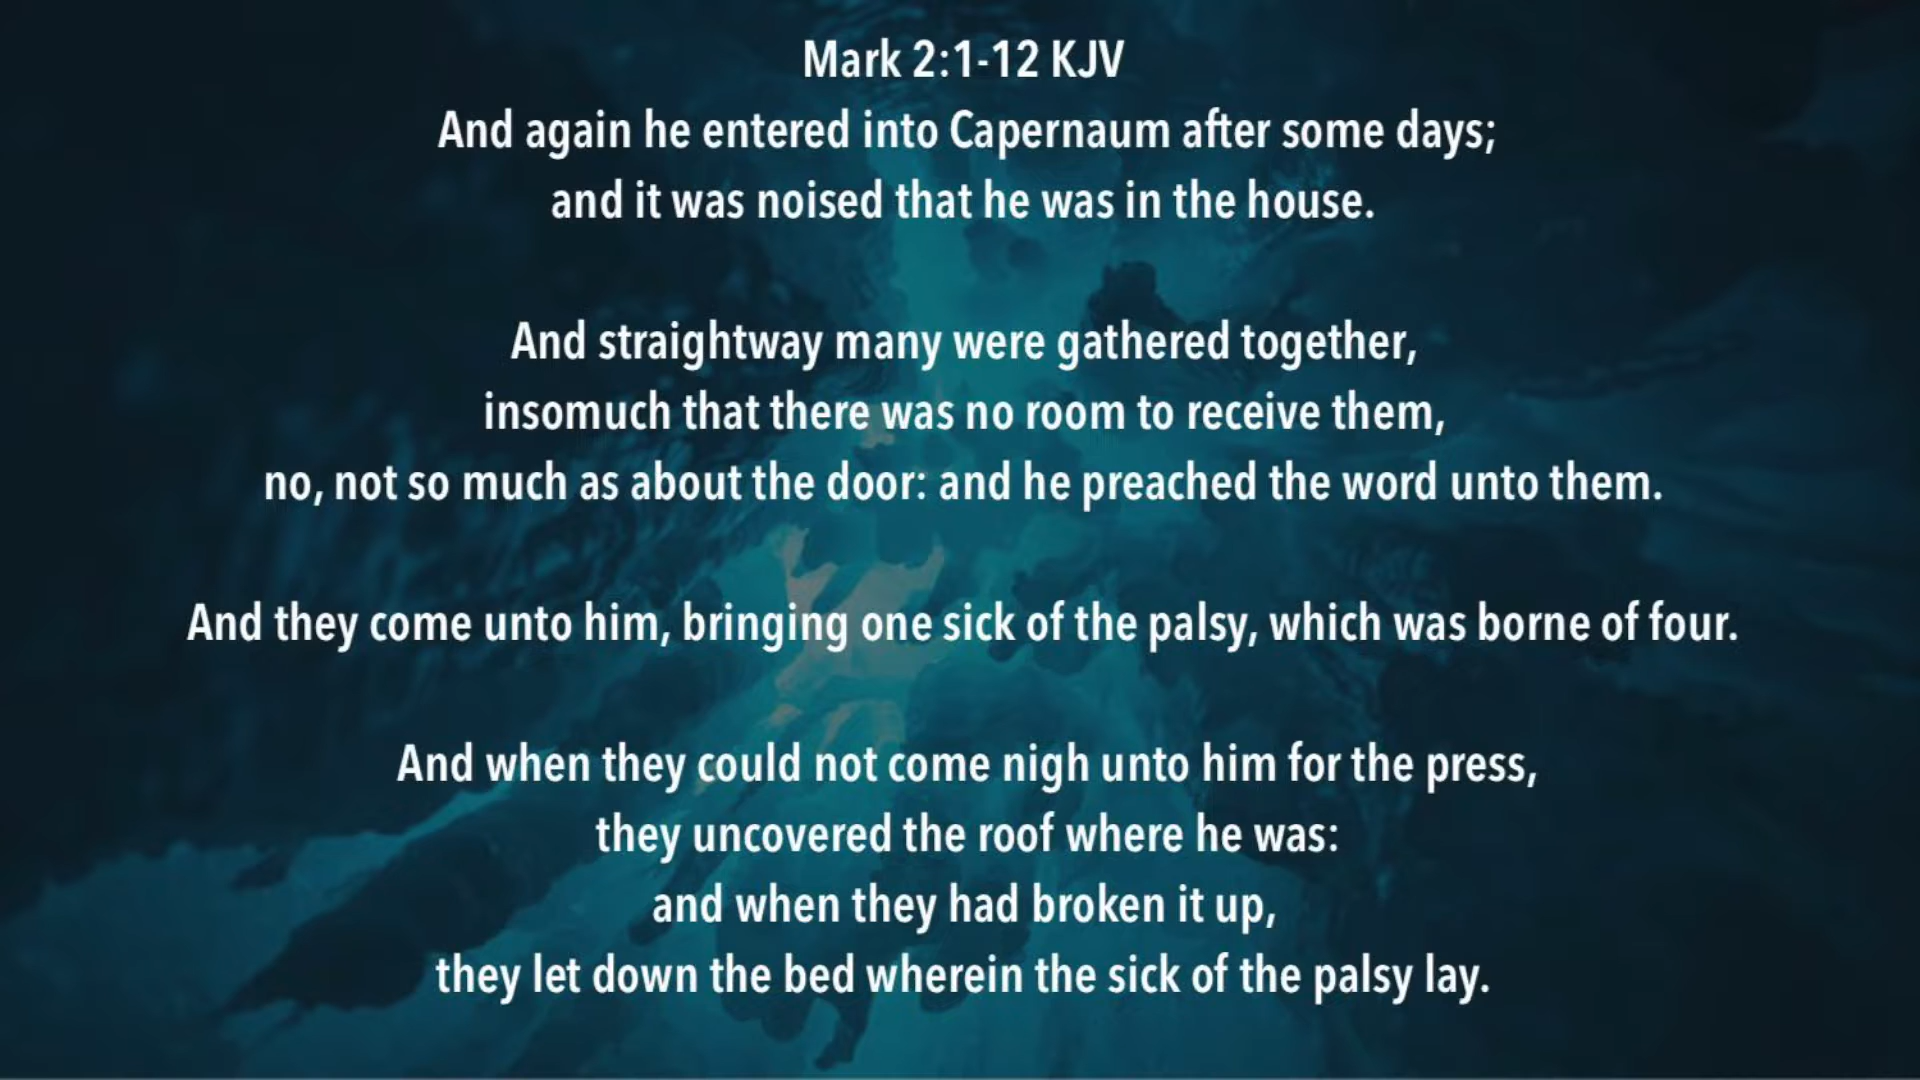 Mark 2:1-12 KJV
And again he entered into Capernaum after some days;
and it was noised that he was in the house.
And straightway many were gathered together,
insomuch that there was no room to receive them,
no, not so much as about the door: and he preached the word unto them.
And they come unto him, bringing one sick of the palsy, which was borne of four.
And when they could not come nigh unto him for the press,
they uncovered the roof where he was:
and when they had broken it up,
they let down the bed wherein the sick of the palsy lay.